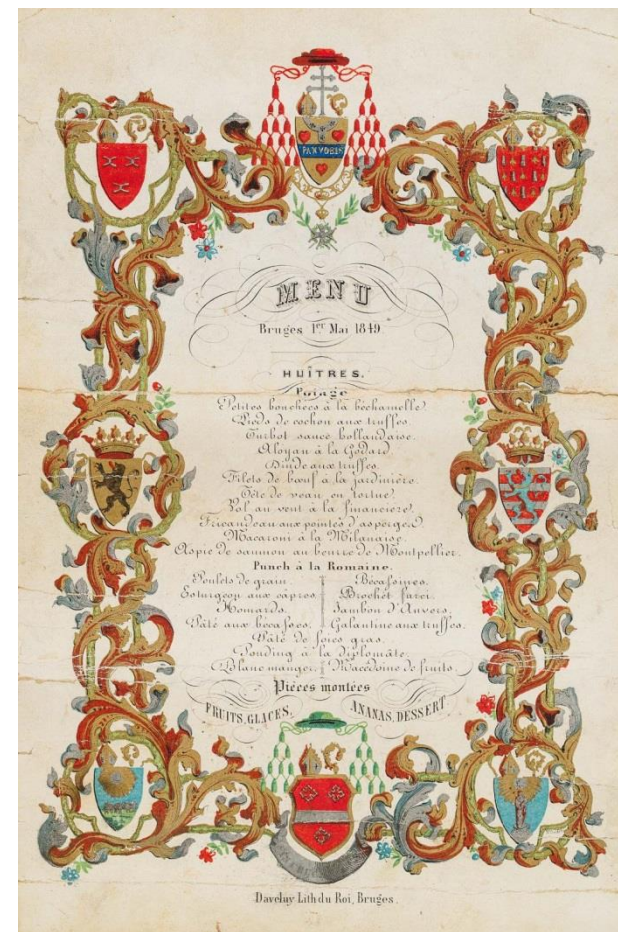 PAX VOBIS
MENU
Bruges 1er Mai 1849
HUÎTRES.
Potage
Petites bouchées à la béchamelle.
Pieds de cochon aux truffes.
Turbot sauce hollandaise.
Aloyau à la Godard.
Dinde aux truffes.
Filets de bœuf à la jardinière.
Tête de veau en tortue.
Vol au vent à la financière.
Fricandeau aux pointes d'asperges.
Macaroni à la Milanaise.
Aspic de saumon au beurre de Montpellier.
Punch à la Romaine.
Poulets de grain. Bécassines.
Esturgeon aux câpres. Brochet farci.
Homards. Jambon d'Anvers.
Pâté aux bécasses. Galantine aux truffes.
Pâté de foies gras.
Pouding à la diplomate.
Blanc manger. Macédoine de fruits.
Pièces montées
FRUITS, GLACES, ANANAS, DESSERT
Daveluy Lith du Roi, Bruges.